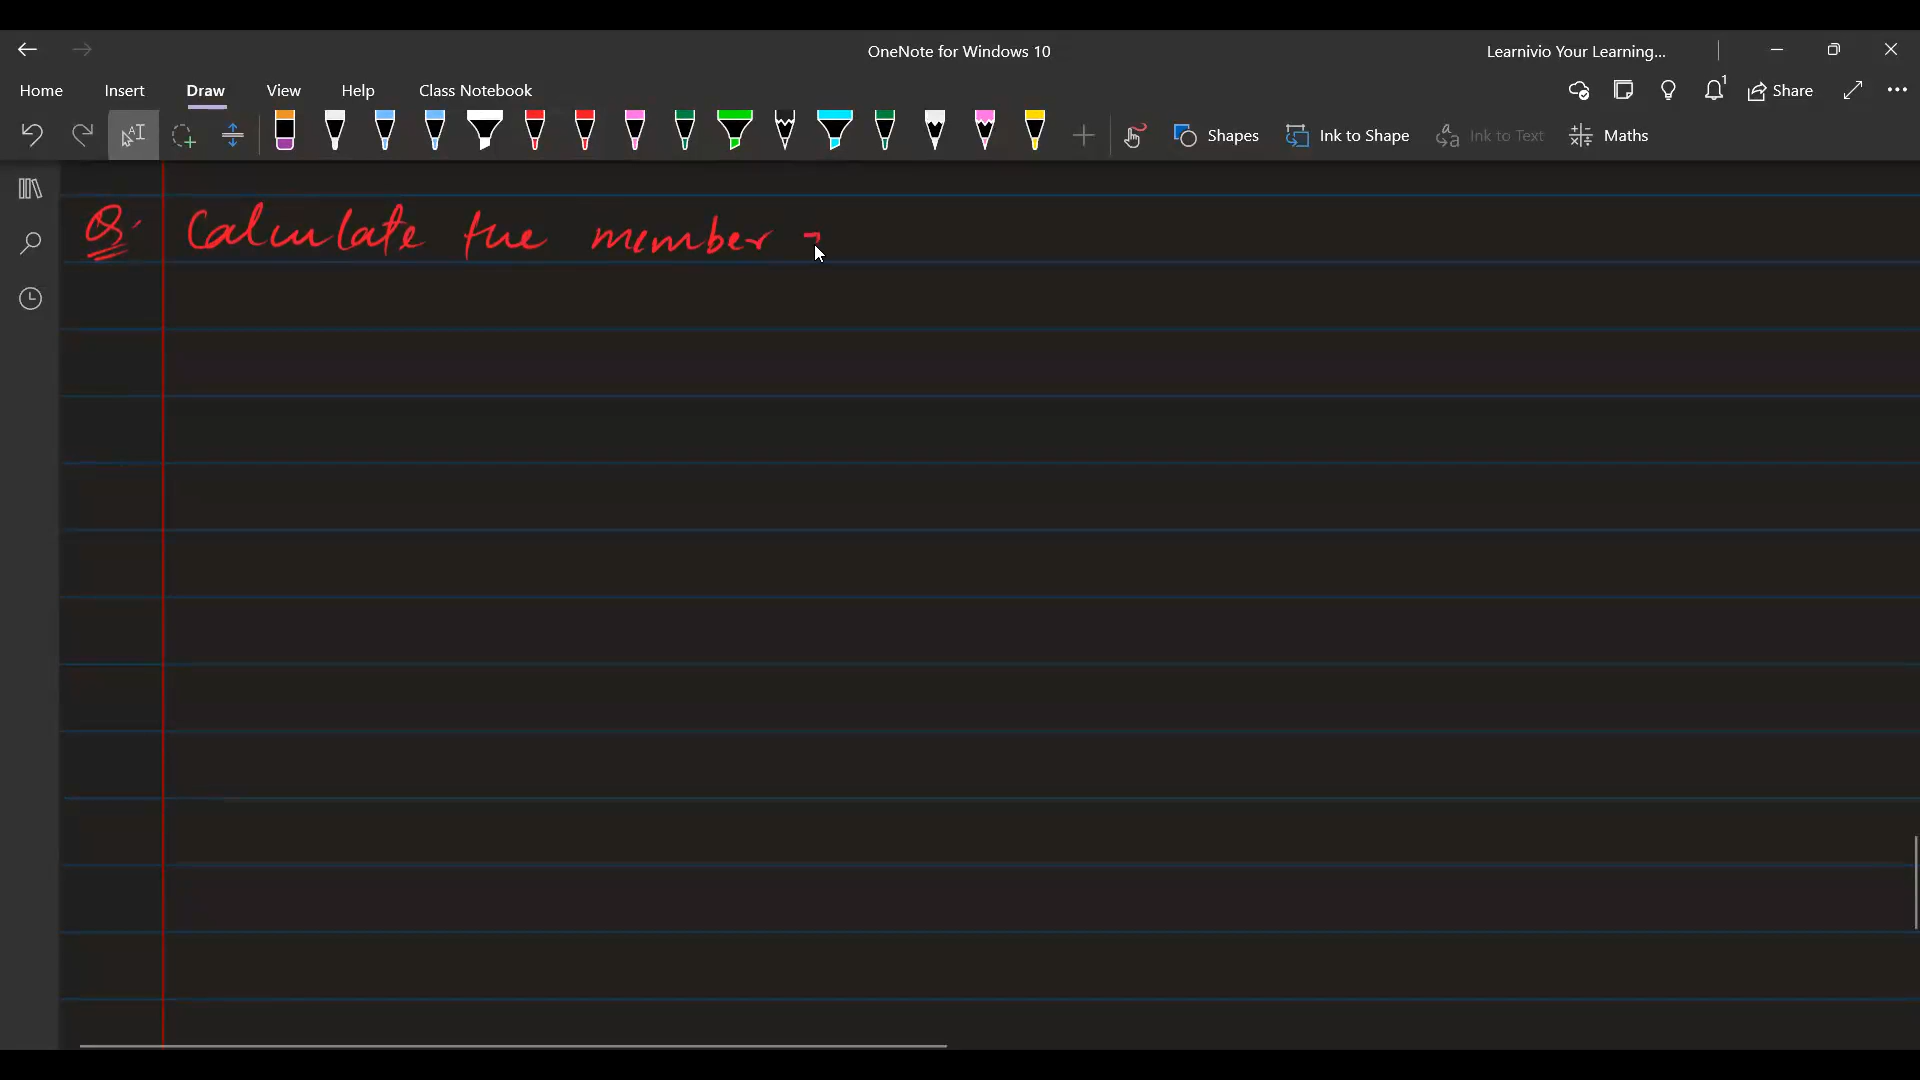 OneNote for Windows 10
Learnivio Your Learning...
Home Insert Draw View Help Class Notebook
1
Share
Shapes Ink to Shape Ink to Text Maths
Q. Calculate the member